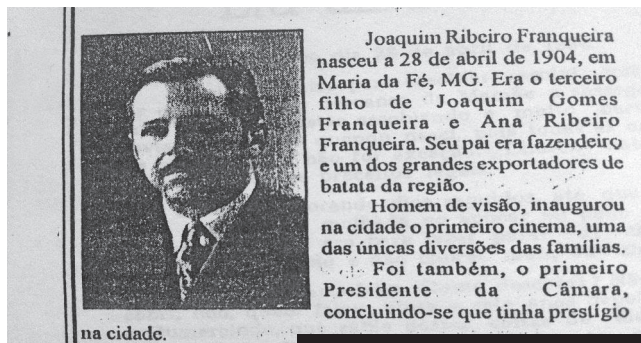 Joaquim Ribeiro Franqueira
nasceu a 28 de abril de 1904, em
Maria da Fé, MG. Era o terceiro
filho de Joaquim Gomes
Franqueira e Ana Ribeiro
Franqueira. Seu pai era fazendeiro
e um dos grandes exportadores de
batata da região.
Homem de visão, inaugurou
na cidade o primeiro cinema, uma
das únicas diversões das famílias.
Foi também, o primeiro
Presidente da Câmara,
concluindo-se que tinha prestígio
na cidade.